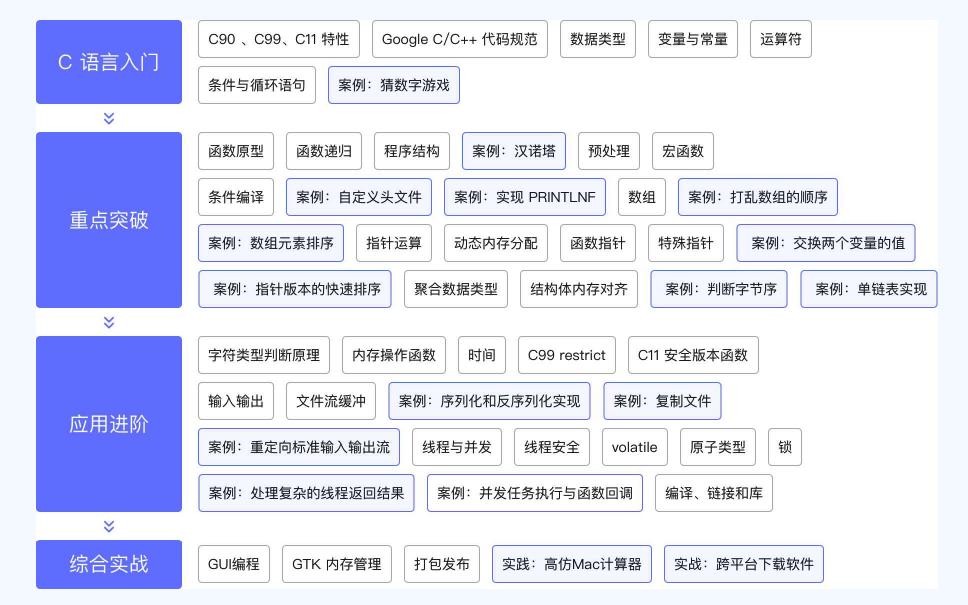 C 语言入门
C90 、C99、C11 特性 Google C/C++ 代码规范 数据类型 变量与常量 运算符
条件与循环语句 案例：猜数字游戏
重点突破
函数原型 函数递归 程序结构 案例：汉诺塔 预处理 宏函数
条件编译 案例：自定义头文件 案例：实现 PRINTLNF 数组 案例：打乱数组的顺序
案例：数组元素排序 指针运算 动态内存分配 函数指针 特殊指针 案例：交换两个变量的值
案例：指针版本的快速排序 聚合数据类型 结构体内存对齐 案例：判断字节序 案例：单链表实现
应用进阶
字符类型判断原理 内存操作函数 时间 C99 restrict C11 安全版本函数
输入输出 文件流缓冲 案例：序列化和反序列化实现 案例：复制文件
案例：重定向标准输入输出流 线程与并发 线程安全 volatile 原子类型 锁
案例：处理复杂的线程返回结果 案例：并发任务执行与函数回调 编译、链接和库
综合实战
GUI编程 GTK 内存管理 打包发布 实践：高仿Mac计算器 实战：跨平台下载软件